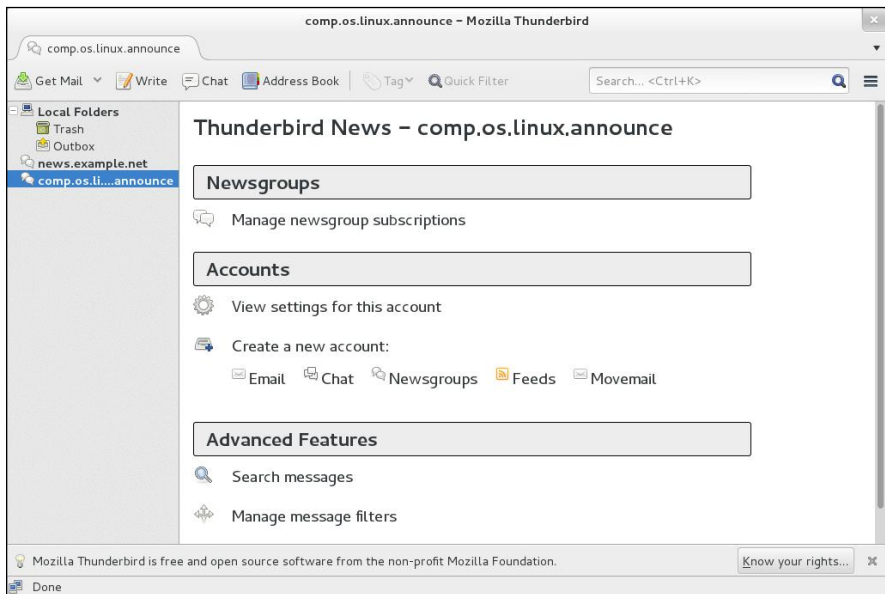 comp.os.linux.announce – Mozilla Thunderbird
comp.os.linux.announce
Get Mail Write Chat Address Book Tag Quick Filter Search... <Ctrl+K>
Local Folders
Trash
Outbox
news.example.net
comp.os.li....announce
Thunderbird News – comp.os.linux.announce
Newsgroups
Manage newsgroup subscriptions
Accounts
View settings for this account
Create a new account:
Email Chat Newsgroups Feeds Movemail
Advanced Features
Search messages
Manage message filters
Mozilla Thunderbird is free and open source software from the non-profit Mozilla Foundation. Know your rights...
Done